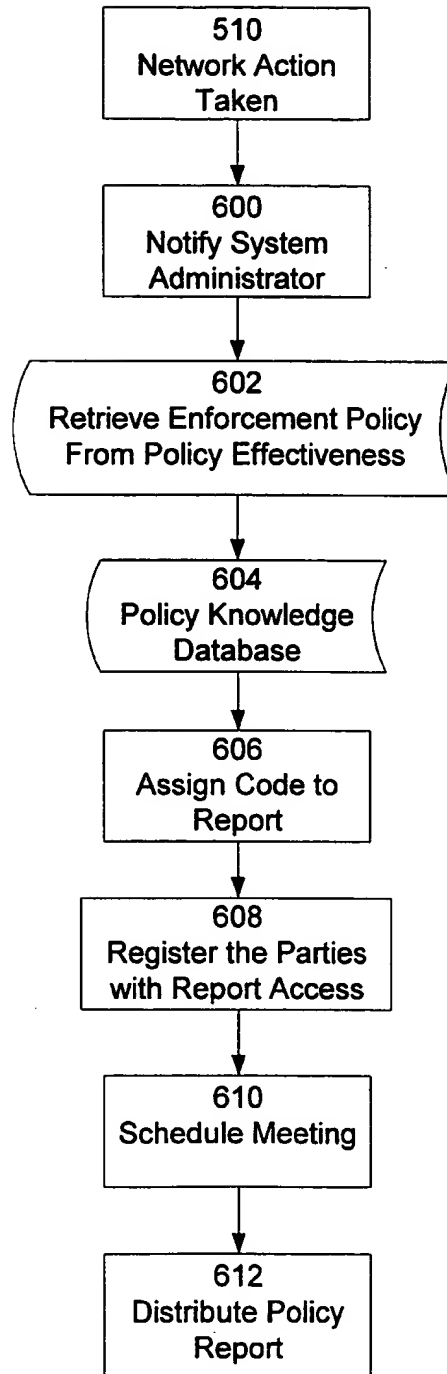 510
Network Action
Taken
600
Notify System
Administrator
602
Retrieve Enforcement Policy
From Policy Effectiveness
604
Policy Knowledge
Database
606
Assign Code to
Report
608
Register the Parties
with Report Access
610
Schedule Meeting
612
Distribute Policy
Report